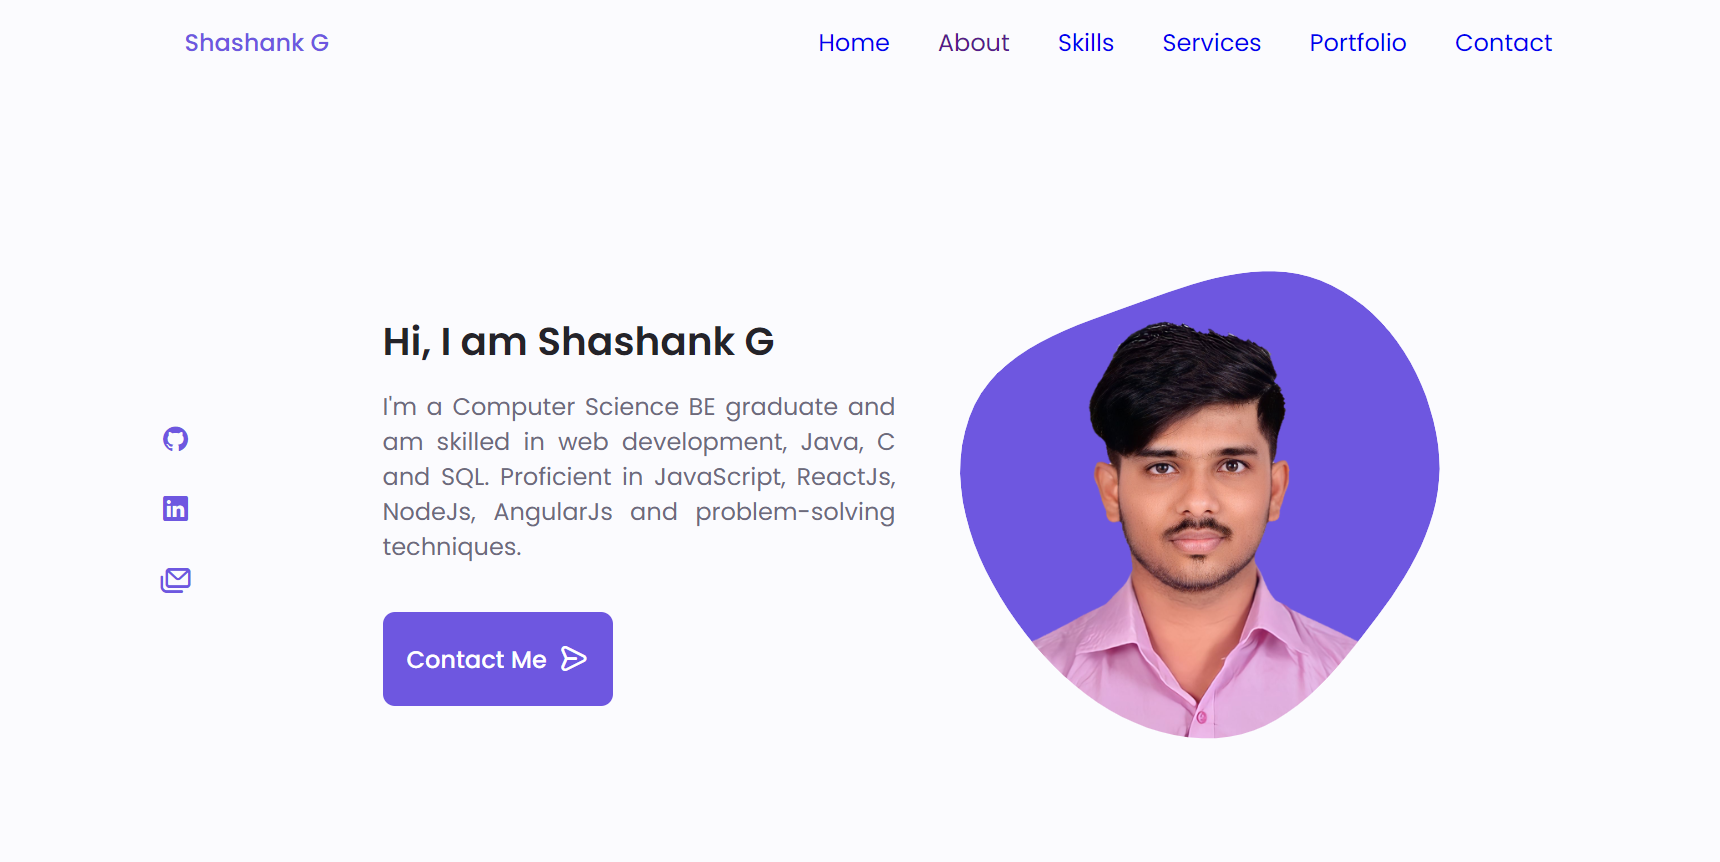 Shashank G
Home About Skills Services Portfolio Contact
Hi, I am Shashank G
I'm a Computer Science BE graduate and
am skilled in web development, Java, C
and SQL. Proficient in JavaScript, ReactJs,
NodeJs, AngularJs and problem-solving
techniques.
in
Contact Me